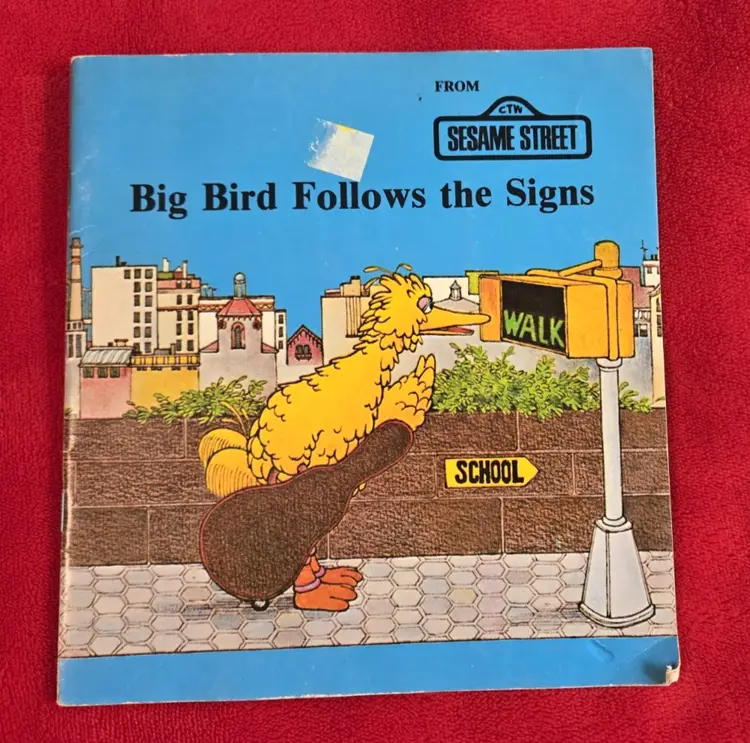 FROM
CTW
SESAME STREET
Big Bird Follows the Signs
WALK
SCHOOL